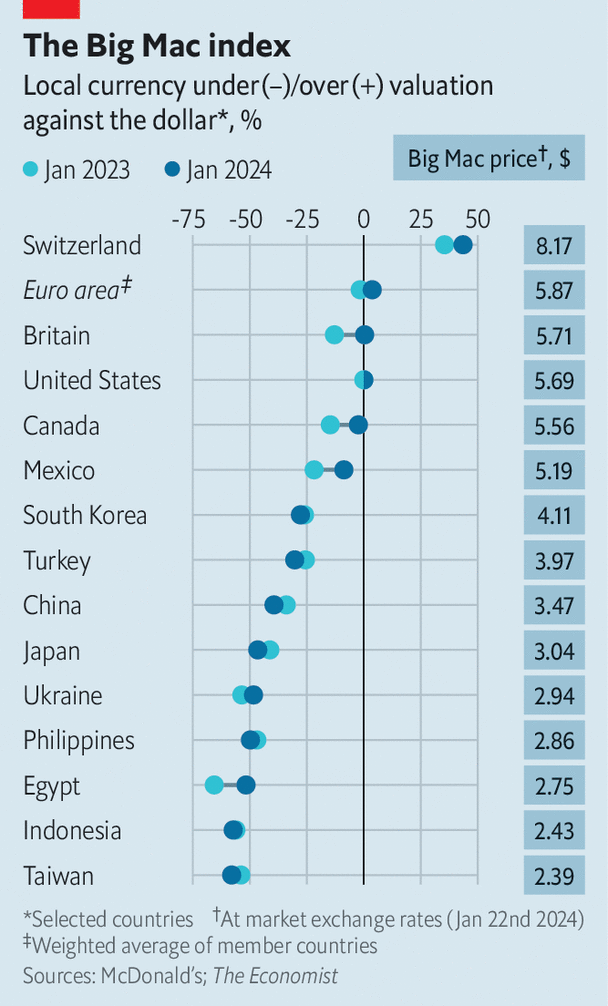 The Big Mac index
Local currency under(–)/over(+) valuation
against the dollar*, %
Jan 2023 Jan 2024
Big Mac price†, $
-75 -50 -25 0 25 50
Switzerland 8.17
Euro area‡ 5.87
Britain 5.71
United States 5.69
Canada 5.56
Mexico 5.19
South Korea 4.11
Turkey 3.97
China 3.47
Japan 3.04
Ukraine 2.94
Philippines 2.86
Egypt 2.75
Indonesia 2.43
Taiwan 2.39
*Selected countries †At market exchange rates (Jan 22nd 2024)
‡Weighted average of member countries
Sources: McDonald’s; The Economist